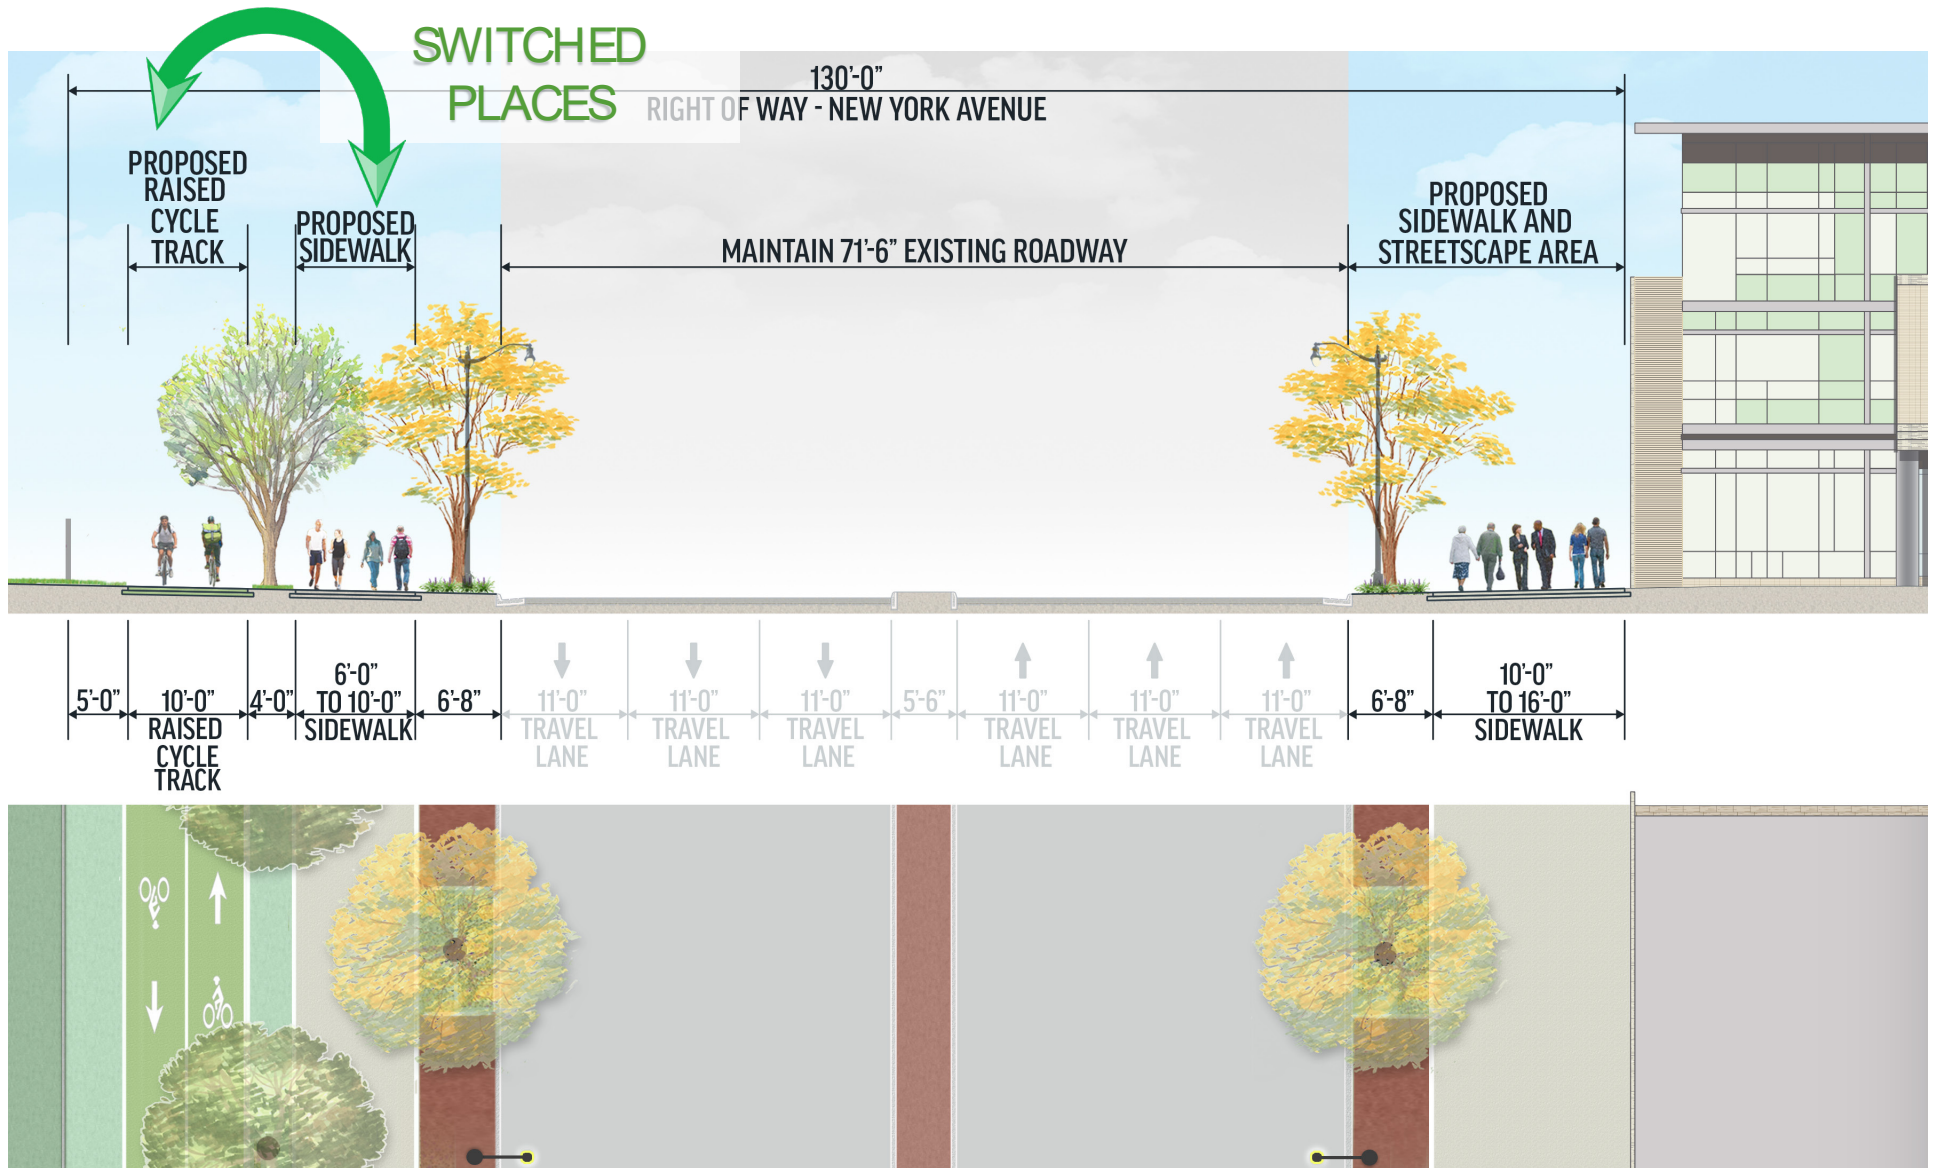 SWITCHED
PLACES
130'-0"
RIGHT OF WAY - NEW YORK AVENUE
PROPOSED
RAISED
CYCLE
TRACK
PROPOSED
SIDEWALK
MAINTAIN 71'-6" EXISTING ROADWAY
PROPOSED
SIDEWALK AND
STREETSCAPE AREA
5'-0"
10'-0"
RAISED
CYCLE
TRACK
4'-0"
6'-0"
TO 10'-0"
SIDEWALK
6'-8"
11'-0"
TRAVEL
LANE
11'-0"
TRAVEL
LANE
11'-0"
TRAVEL
LANE
5'-6"
11'-0"
TRAVEL
LANE
11'-0"
TRAVEL
LANE
11'-0"
TRAVEL
LANE
6'-8"
10'-0"
TO 16'-0"
SIDEWALK